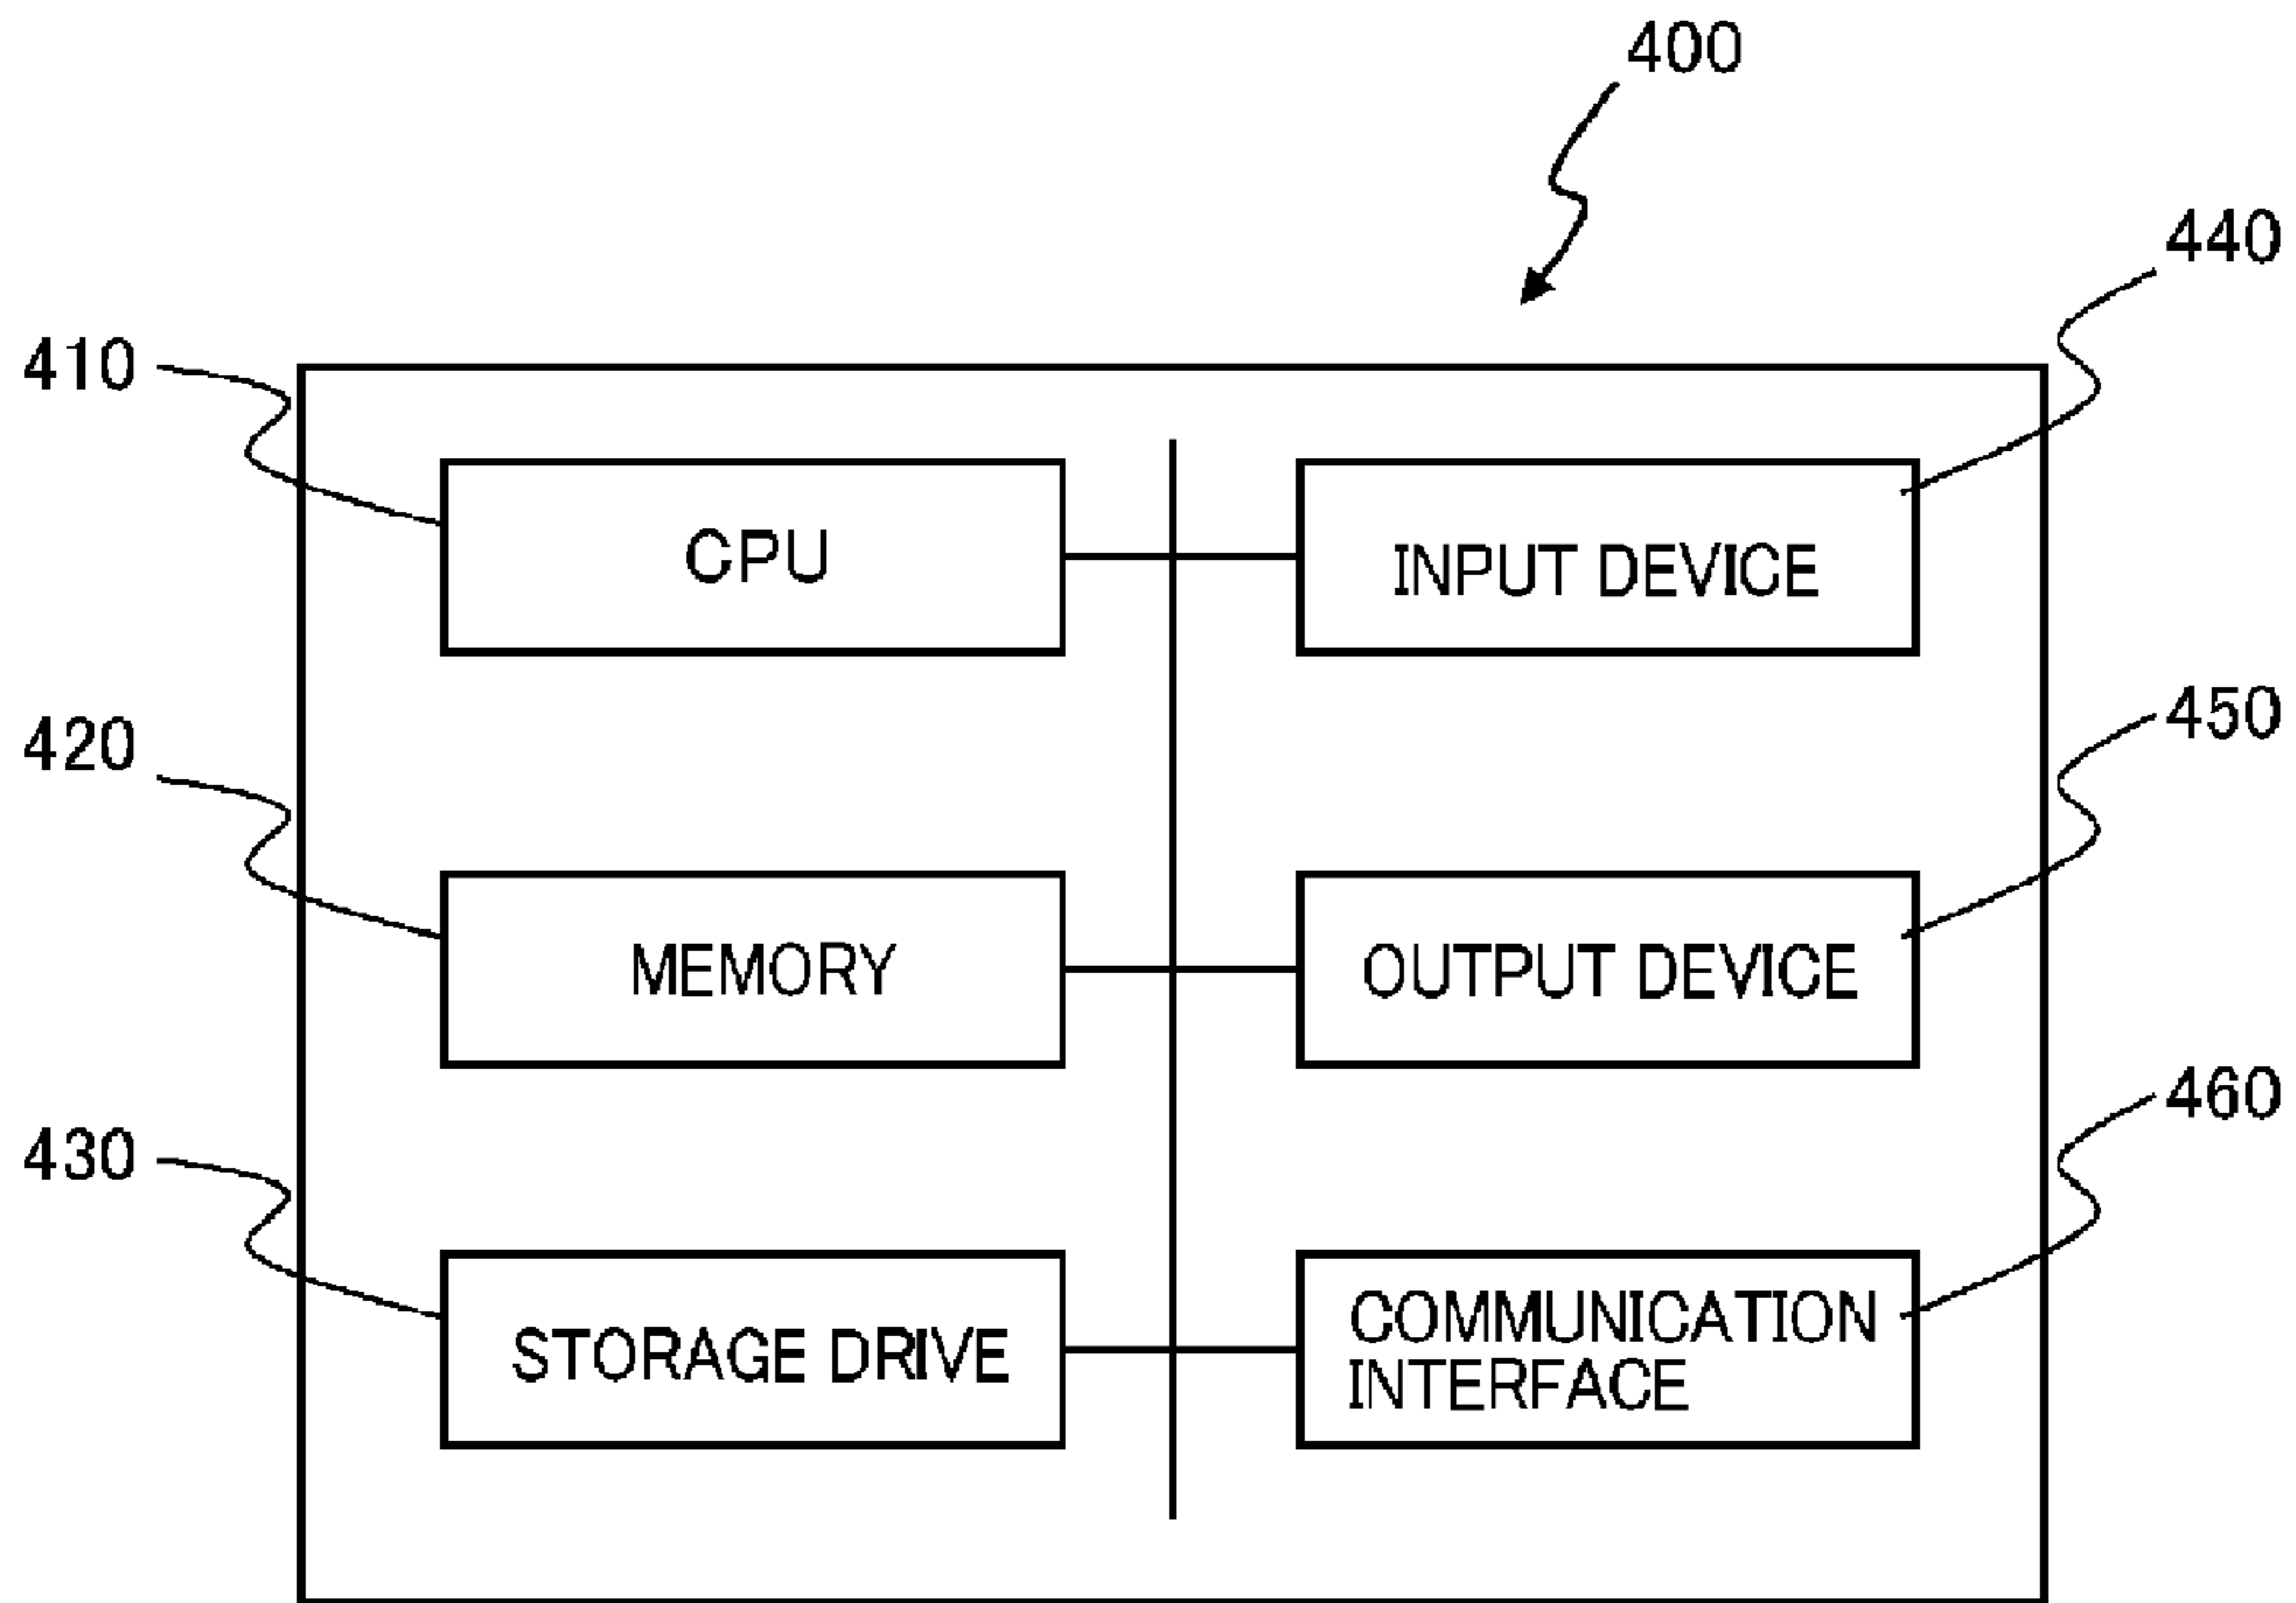 400
440
410
CPU
INPUT DEVICE
420
450
MEMORY
OUTPUT DEVICE
430
460
STORAGE DRIVE
COMMUNICATION
INTERFACE